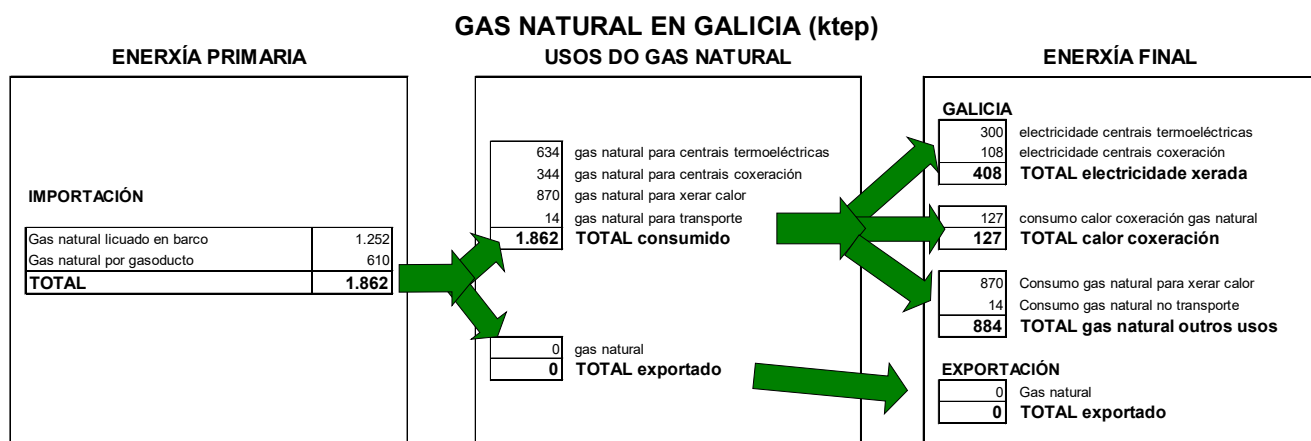 GAS NATURAL EN GALICIA (ktep)
ENERXÍA PRIMARIA
IMPORTACIÓN
Gas natural licuado en barco 1.252
Gas natural por gasoducto 610
TOTAL 1.862
USOS DO GAS NATURAL
634 gas natural para centrais termoeléctricas
344 gas natural para centrais coxeración
870 gas natural para xerar calor
14 gas natural para transporte
1.862 TOTAL consumido
0 gas natural
0 TOTAL exportado
ENERXÍA FINAL
GALICIA
300 electricidade centrais termoeléctricas
108 electricidade centrais coxeración
408 TOTAL electricidade xerada
127 consumo calor coxeración gas natural
127 TOTAL calor coxeración
870 Consumo gas natural para xerar calor
14 Consumo gas natural no transporte
884 TOTAL gas natural outros usos
EXPORTACIÓN
0 Gas natural
0 TOTAL exportado